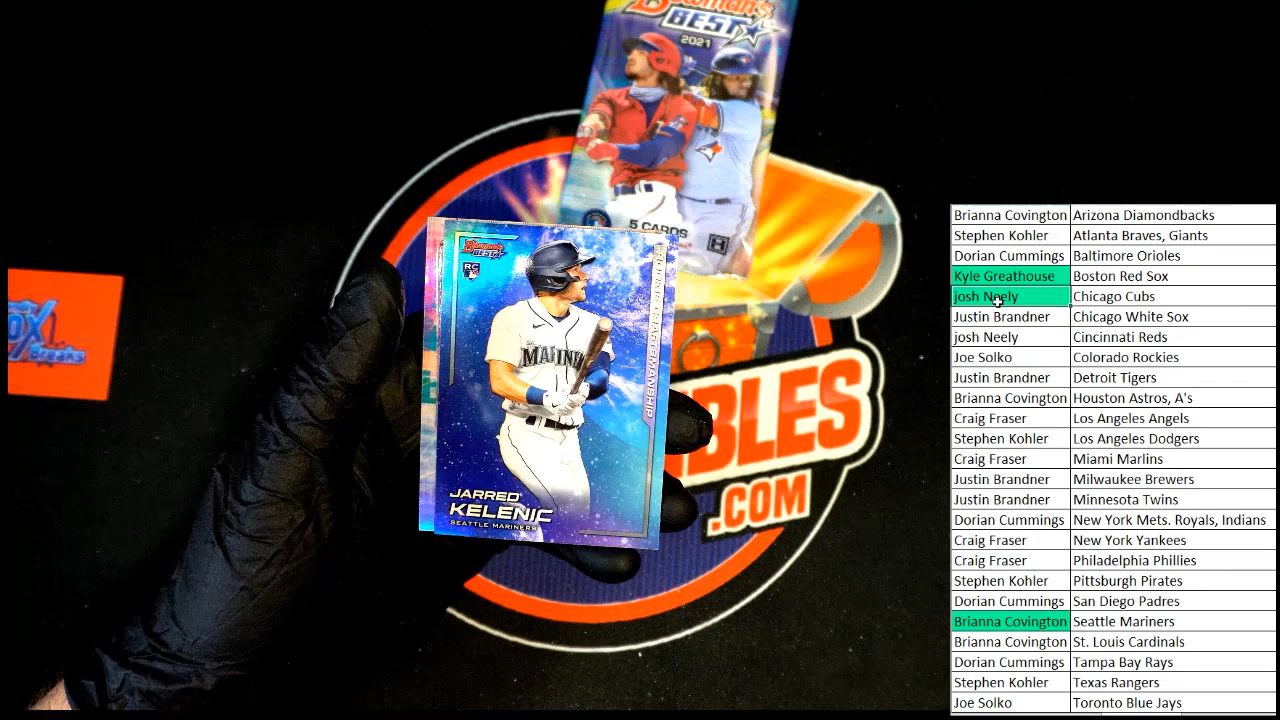 Bowman's
BEST
2021
5 CARDS
H
Bowman's
BEST
RC
MARIN
JARRED
KELENIC
SEATTLE MARINERS
BLES
.COM
OX
Breaks
Brianna Covington Arizona Diamondbacks
Stephen Kohler Atlanta Braves, Giants
Dorian Cummings Baltimore Orioles
Kyle Greathouse Boston Red Sox
josh Neely Chicago Cubs
Justin Brandner Chicago White Sox
josh Neely Cincinnati Reds
Joe Solko Colorado Rockies
Justin Brandner Detroit Tigers
Brianna Covington Houston Astros, A's
Craig Fraser Los Angeles Angels
Stephen Kohler Los Angeles Dodgers
Craig Fraser Miami Marlins
Justin Brandner Milwaukee Brewers
Justin Brandner Minnesota Twins
Dorian Cummings New York Mets. Royals, Indians
Craig Fraser New York Yankees
Craig Fraser Philadelphia Phillies
Stephen Kohler Pittsburgh Pirates
Dorian Cummings San Diego Padres
Brianna Covington Seattle Mariners
Brianna Covington St. Louis Cardinals
Dorian Cummings Tampa Bay Rays
Stephen Kohler Texas Rangers
Joe Solko Toronto Blue Jays